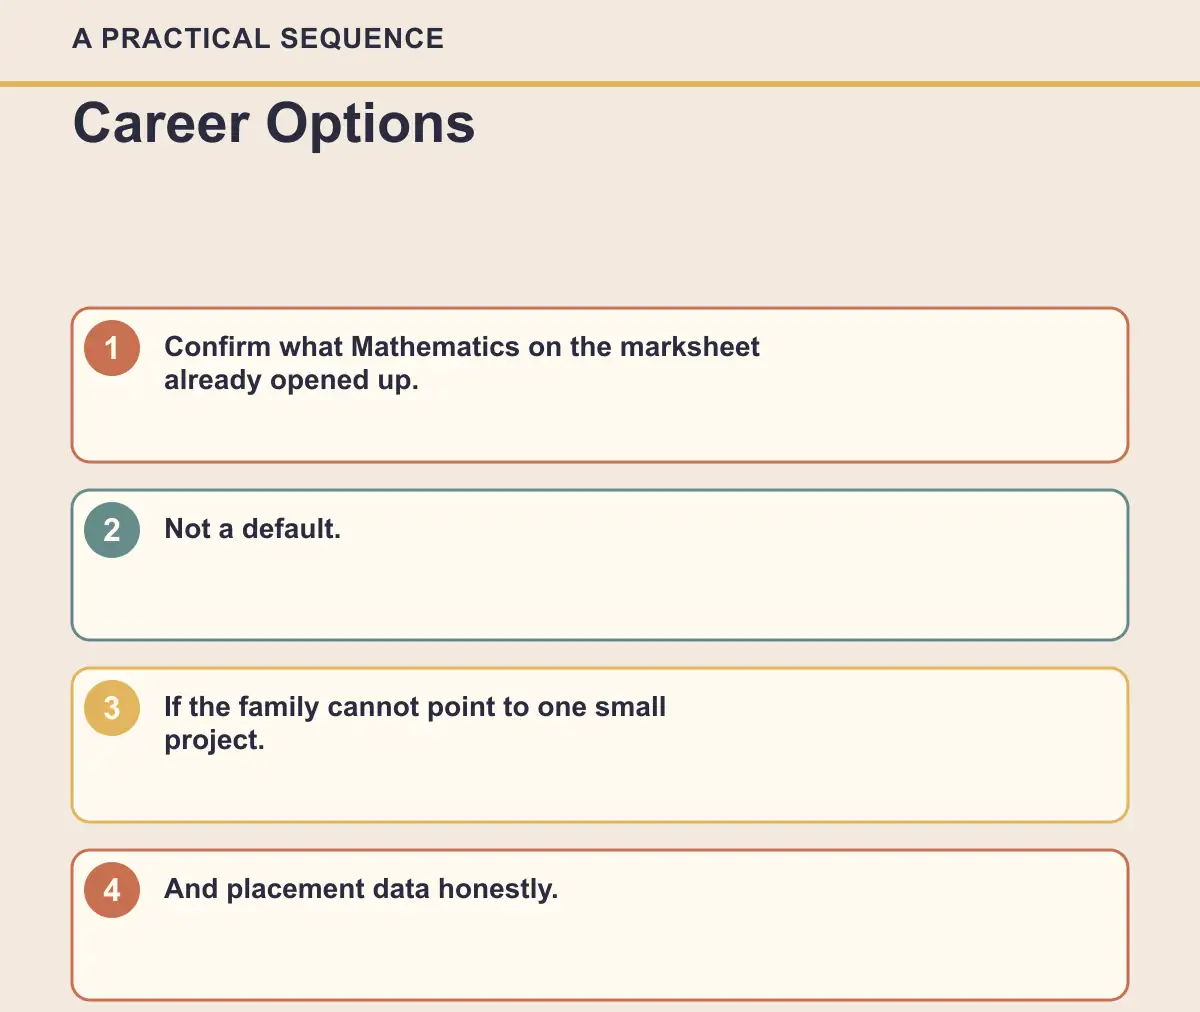 A PRACTICAL SEQUENCE
Career Options
1
Confirm what Mathematics on the marksheet
already opened up.
2
Not a default.
3
If the family cannot point to one small
project.
4
And placement data honestly.